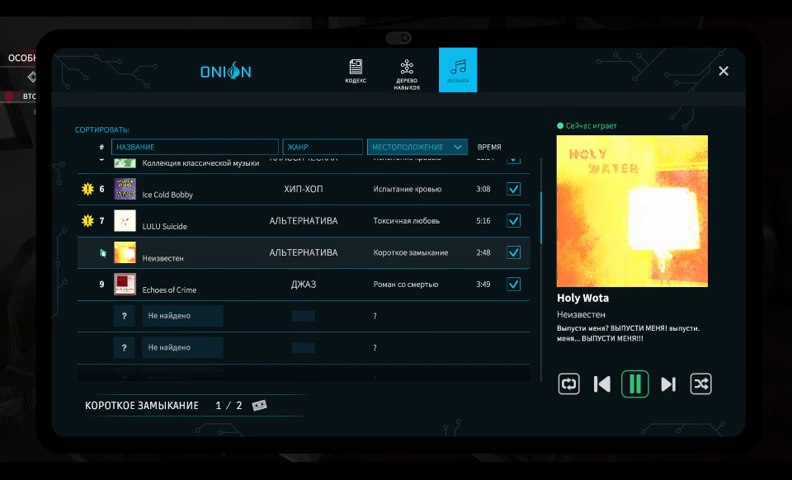 ОСОБН
ВТО
ONION
КОДЕКС
ДЕРЕВО
НАВЫКОВ
МУЗЫКА
СОРТИРОВАТЬ:
# НАЗВАНИЕ ЖАНР МЕСТОПОЛОЖЕНИЕ ВРЕМЯ
Коллекция классической музыки
6 Ice Cold Bobby ХИП-ХОП Испытание кровью 3:08
7 LULU Suicide АЛЬТЕРНАТИВА Токсичная любовь 5:16
Неизвестен АЛЬТЕРНАТИВА Короткое замыкание 2:48
9 Echoes of Crime ДЖАЗ Роман со смертью 3:49
? Не найдено ?
? Не найдено ?
КОРОТКОЕ ЗАМЫКАНИЕ 1 / 2
Сейчас играет
HOLY
WATER
Holy Wota
Неизвестен
Выпусти меня? ВЫПУСТИ МЕНЯ! выпусти.
меня... ВЫПУСТИ МЕНЯ!!!